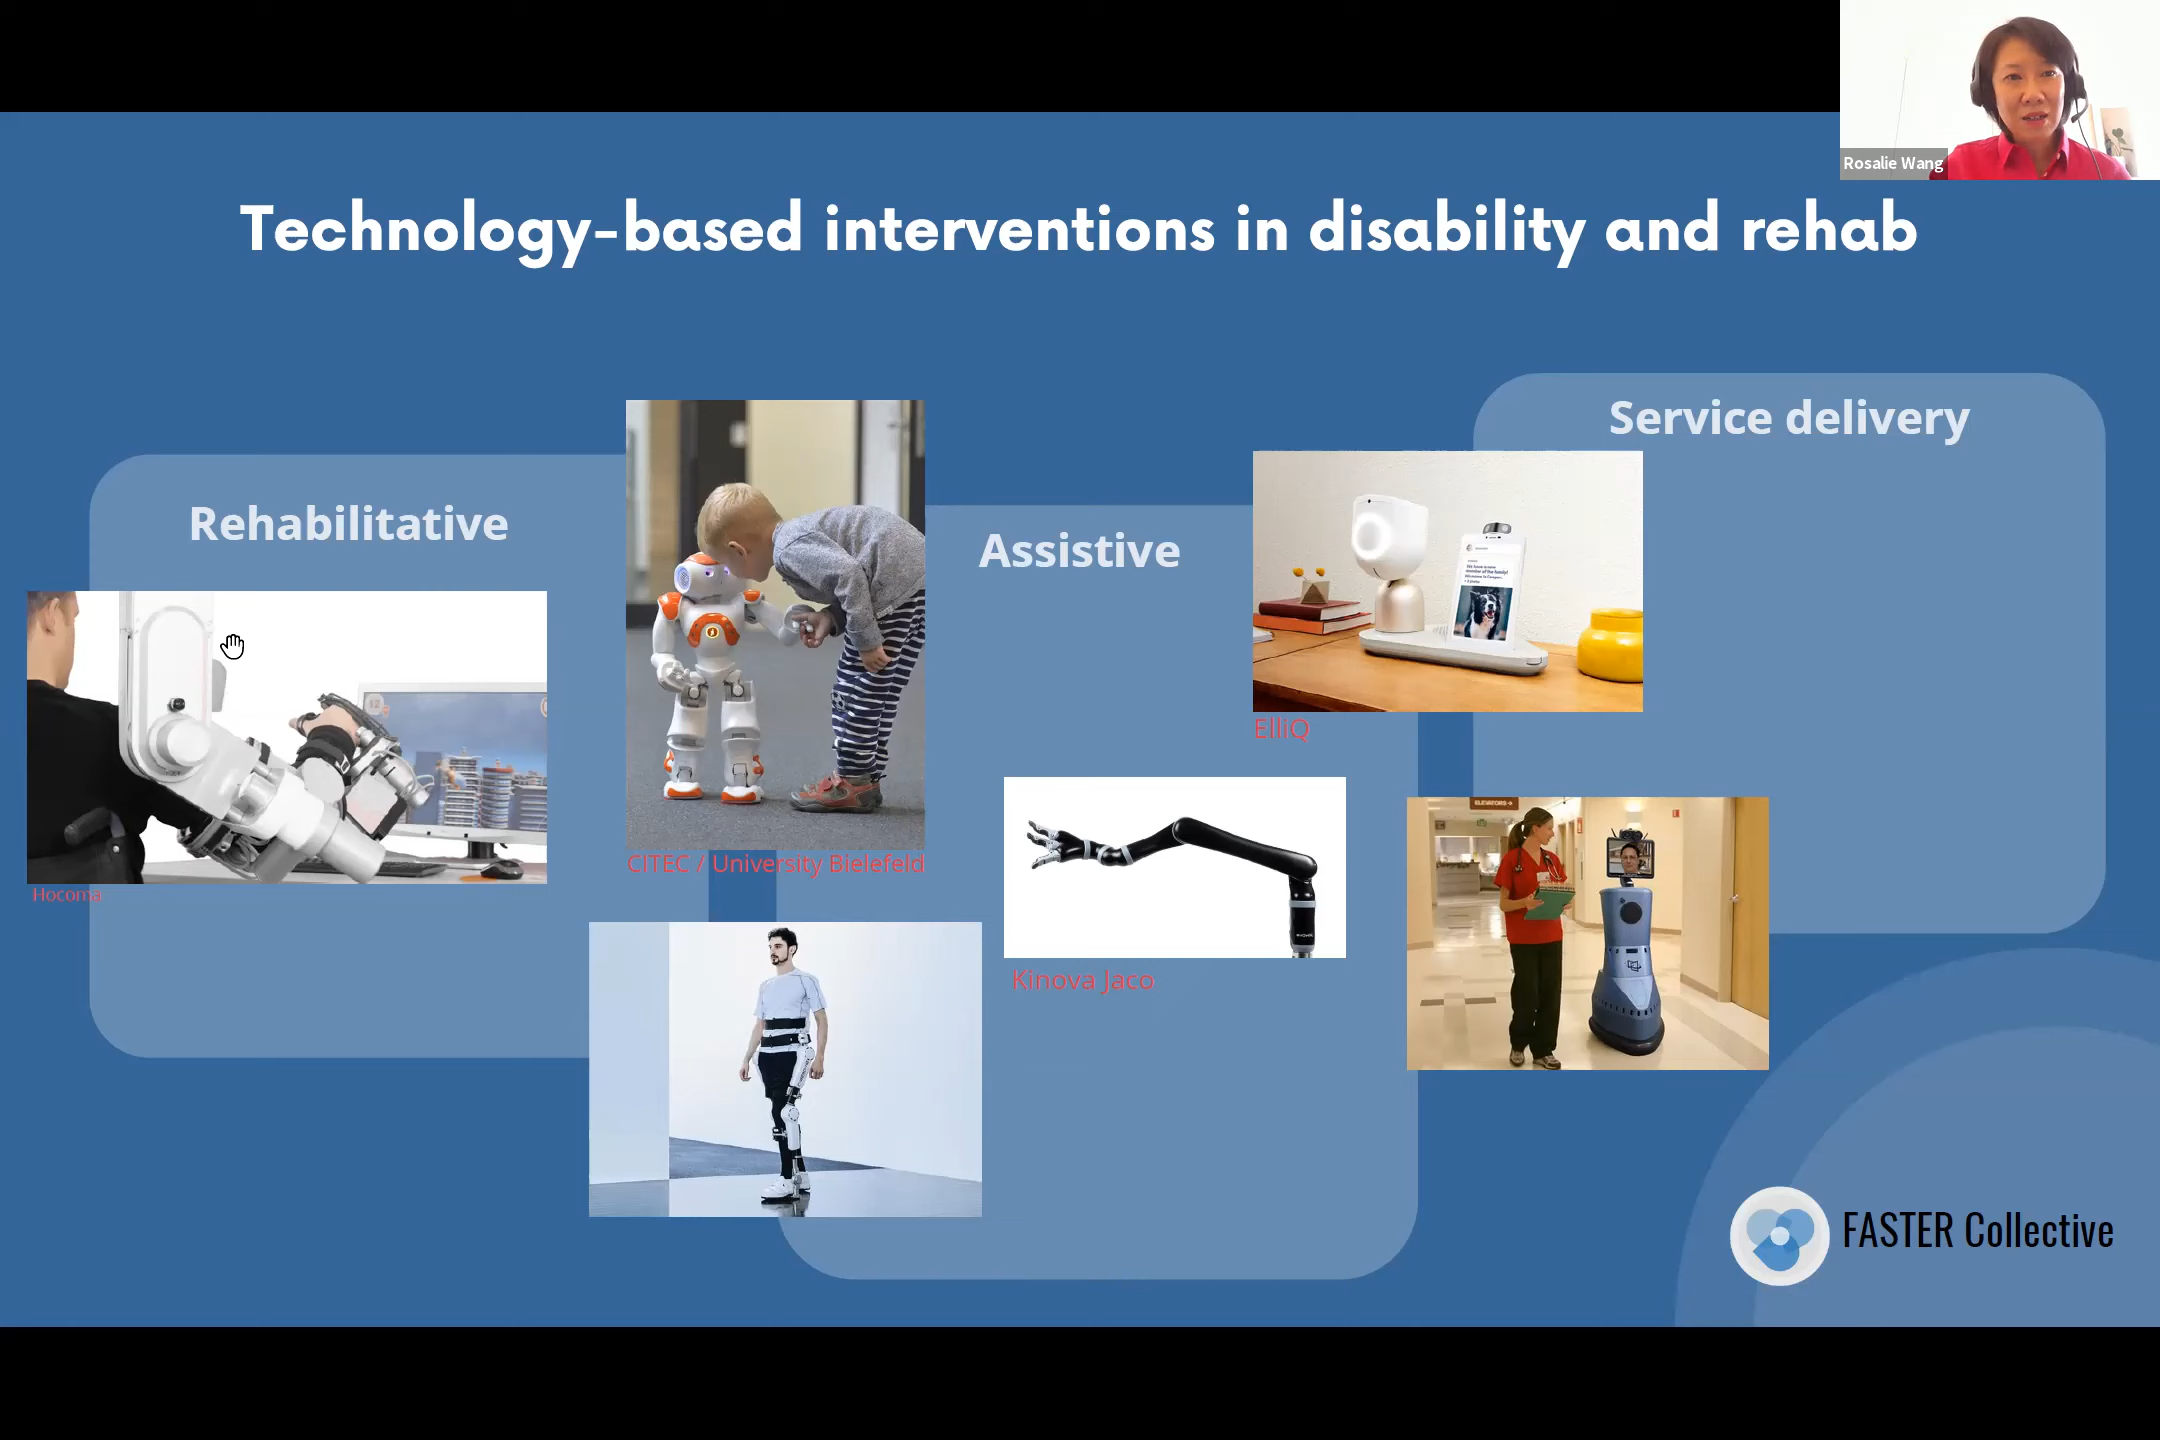 Rosalie Wang
Technology-based interventions in disability and rehab
Service delivery
Rehabilitative
Assistive
ElliQ
CITEC / University Bielefeld
Hocoma
Kinova Jaco
ELEVATORS
FASTER Collective